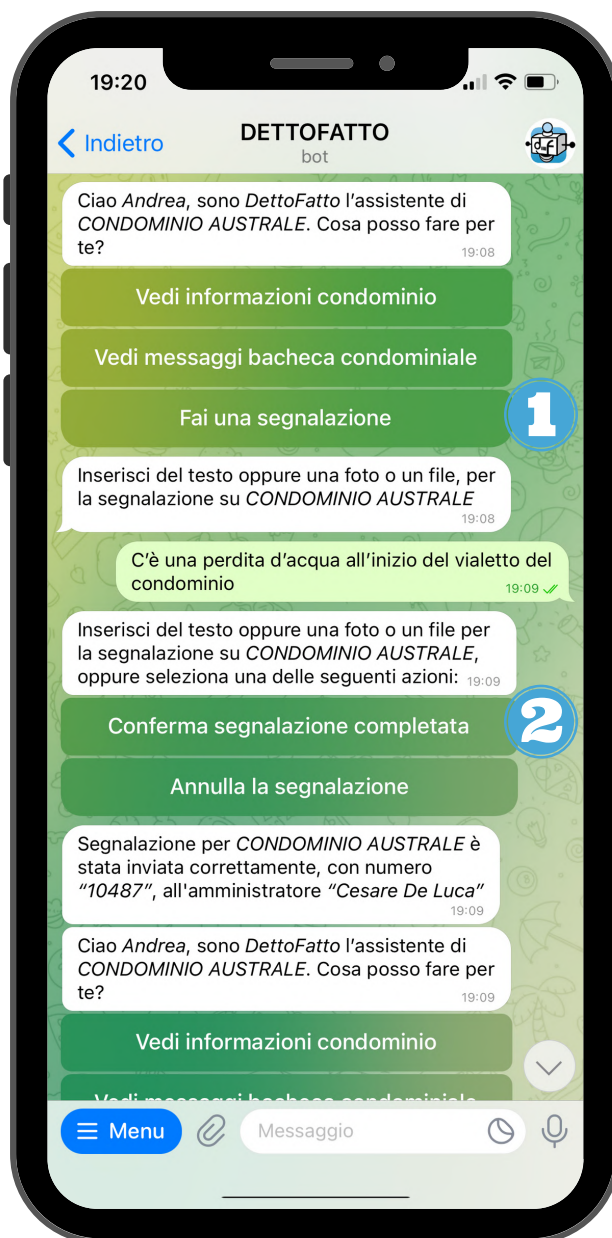 19:20
Indietro
DETTOFATTO
bot
d f
Ciao Andrea, sono DettoFatto l’assistente di
CONDOMINIO AUSTRALE. Cosa posso fare per
te?
19:08
Vedi informazioni condominio
Vedi messaggi bacheca condominiale
Fai una segnalazione
1
Inserisci del testo oppure una foto o un file, per
la segnalazione su CONDOMINIO AUSTRALE
19:08
C’è una perdita d’acqua all’inizio del vialetto del
condominio
19:09
Inserisci del testo oppure una foto o un file per
la segnalazione su CONDOMINIO AUSTRALE,
oppure seleziona una delle seguenti azioni: 19:09
Conferma segnalazione completata
2
Annulla la segnalazione
Segnalazione per CONDOMINIO AUSTRALE è
stata inviata correttamente, con numero
“10487”, all'amministratore “Cesare De Luca”
19:09
Ciao Andrea, sono DettoFatto l’assistente di
CONDOMINIO AUSTRALE. Cosa posso fare per
te?
19:09
Vedi informazioni condominio
Vedi messaggi bacheca condominiale
Menu
Messaggio